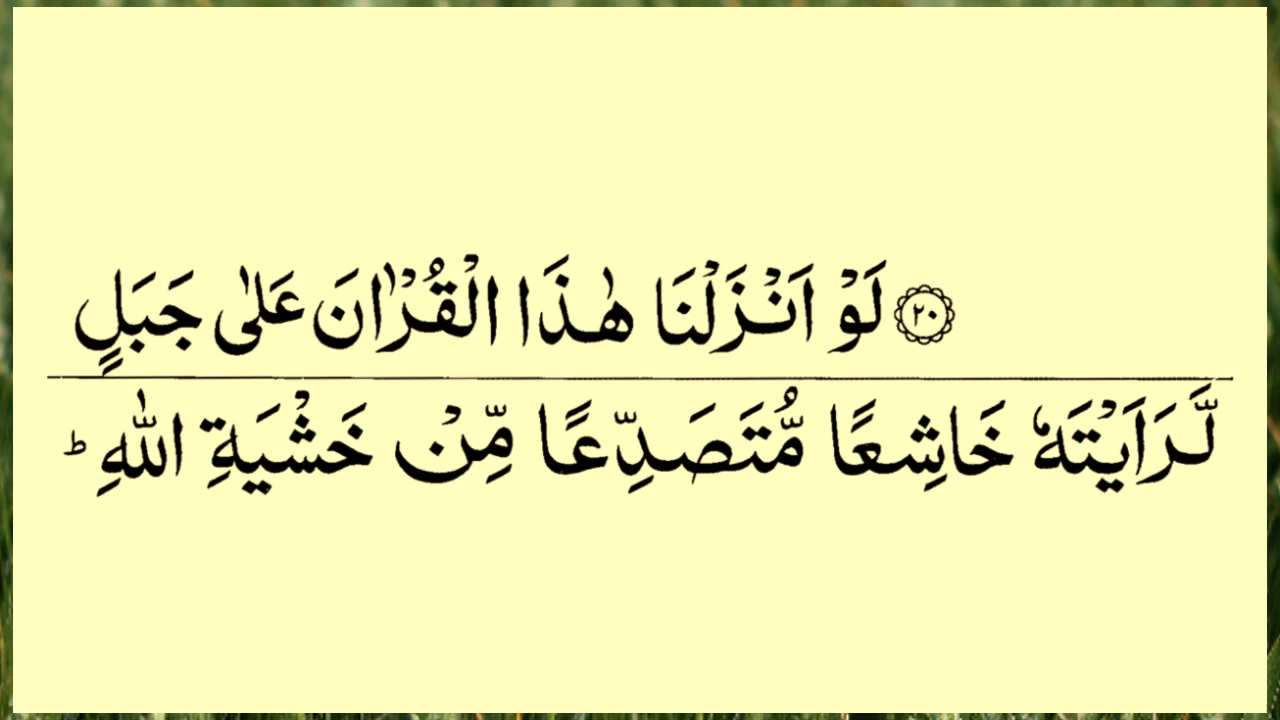 ﴿٢٠﴾ لَوْ اَنْزَلْنَا هٰذَا الْقُرْاٰنَ عَلٰى جَبَلٍ
لَّرَاَيْتَهٗ خَاشِعًا مُّتَصَدِّعًا مِّنْ خَشْيَةِ اللّٰهِ ؕ